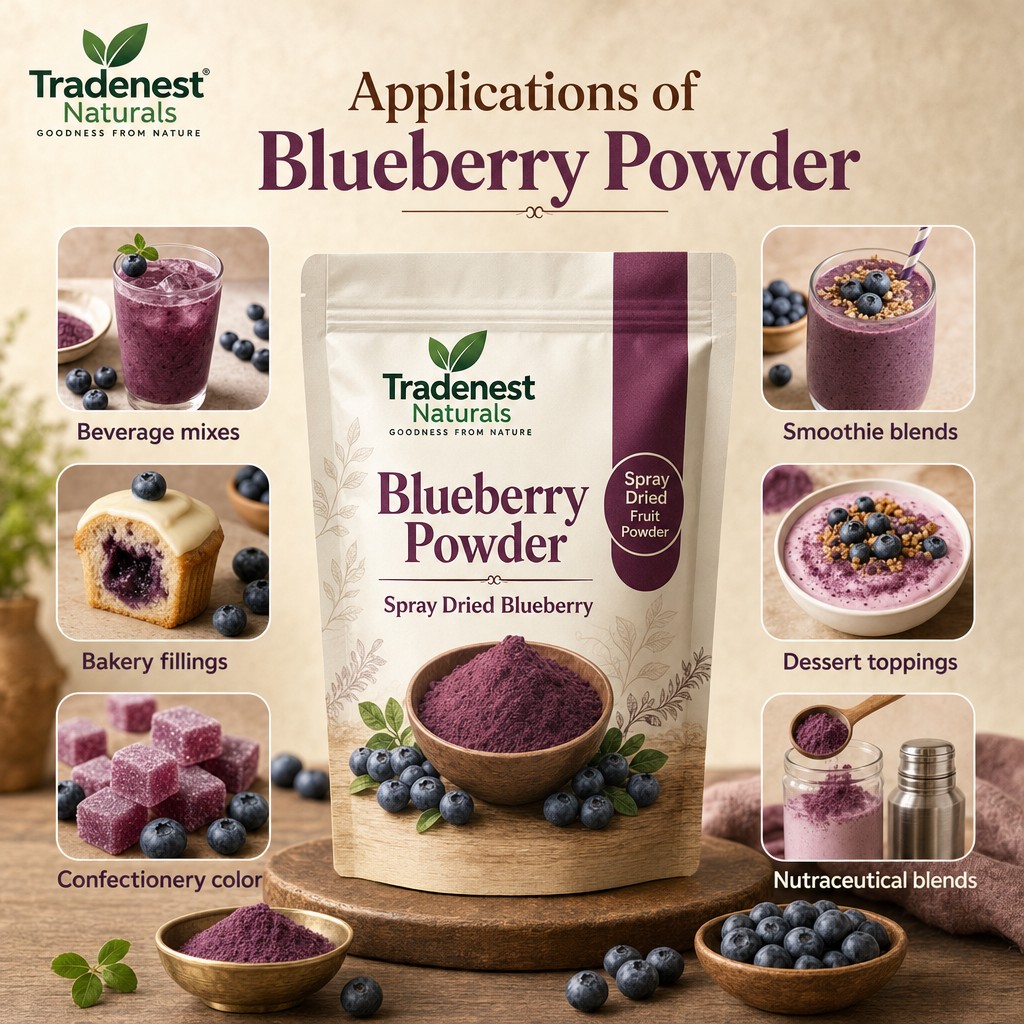 Tradenest®
Naturals
GOODNESS FROM NATURE
Applications of
Blueberry Powder
Beverage mixes
Bakery fillings
Confectionery color
Tradenest
Naturals
GOODNESS FROM NATURE
Blueberry
Powder
Spray Dried Blueberry
Spray
Dried
Fruit
Powder
Smoothie blends
Dessert toppings
Nutraceutical blends